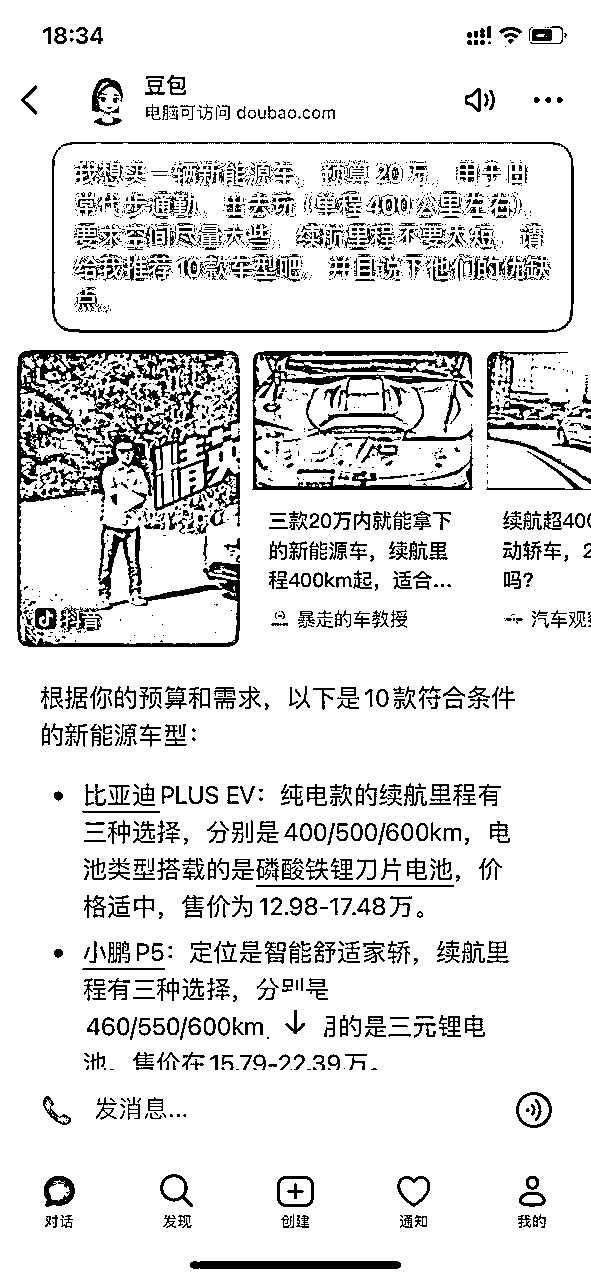 18:34
豆包
电脑可访问 doubao.com
我想买一辆新能源车，预算 20 万，用于日
常代步通勤、出去玩（单程 400 公里左右），
要求空间尽量大些，续航里程不要太短，请
给我推荐 10 款车型吧，并且说下他们的优缺
点。
精英
抖音
三款20万内就能拿下
的新能源车，续航里
程400km起，适合...
暴走的车教授
续航超400
动轿车，2
吗？
汽车观察
根据你的预算和需求，以下是 10 款符合条件
的新能源车型：
• 比亚迪 PLUS EV：纯电款的续航里程有
三种选择，分别是 400/500/600km，电
池类型搭载的是磷酸铁锂刀片电池，价
格适中，售价为 12.98-17.48 万。
• 小鹏 P5：定位是智能舒适家轿，续航里
程有三种选择，分别是
460/550/600km 的是三元锂电
池，售价在 15.79-22.39 万。
发消息...
对话
发现
创建
通知
我的